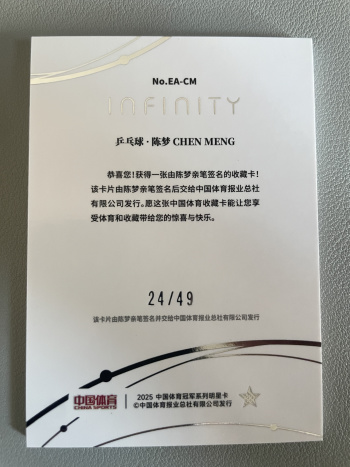 No.EA-CM
INFINITY
乒乓球·陈梦 CHEN MENG
恭喜您!获得一张由陈梦亲笔签名的收藏卡!
该卡片由陈梦亲笔签名后交给中国体育报业总社
有限公司发行。愿这张中国体育收藏卡能让您享
受体育和收藏带给您的惊喜与快乐。
24/49
该卡片由陈梦亲笔签名并交给中国体育报业总社有限公司发行
中国体育
CHINA SPORTS
2025 中国体育冠军系列明星卡
©中国体育报业总社有限公司发行